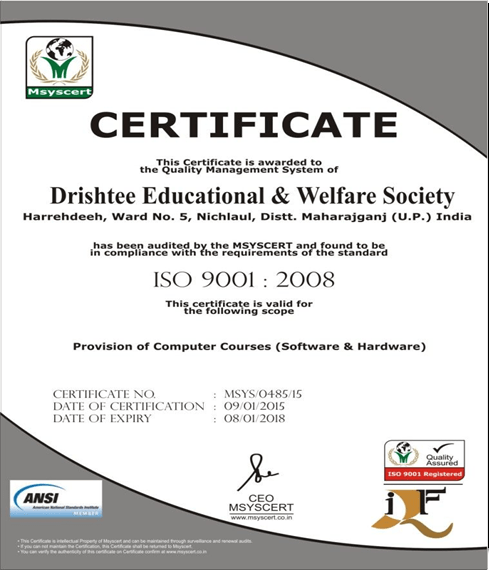 Msyscert
CERTIFICATE
This Certificate is awarded to
the Quality Management System of
Drishtee Educational & Welfare Society
Harrehdeeh, Ward No. 5, Nichlaul, Distt. Maharajganj (U.P.) India
has been audited by the MSYSCERT and found to be
in compliance with the requirements of the standard
ISO 9001 : 2008
This certificate is valid for
the following scope
Provision of Computer Courses (Software & Hardware)
CERTIFICATE NO. : MSYS/0485/15
DATE OF CERTIFICATION : 09/01/2015
DATE OF EXPIRY : 08/01/2018
Quality
Assured
ISO 9001 Registered
ANSI
American National Standards Institute
MEMBER
CEO
MSYSCERT
www.msyscert.co.in
iQF
• This Certificate is Intellectual Property of Msyscert and can be maintained through surveillance and renewal audits.
• If you not maintain the Certification, this Certificate shall be returned to Msyscert.
• You can verify the authenticity of this certificate on Certificate confirm at www.msyscert.co.in